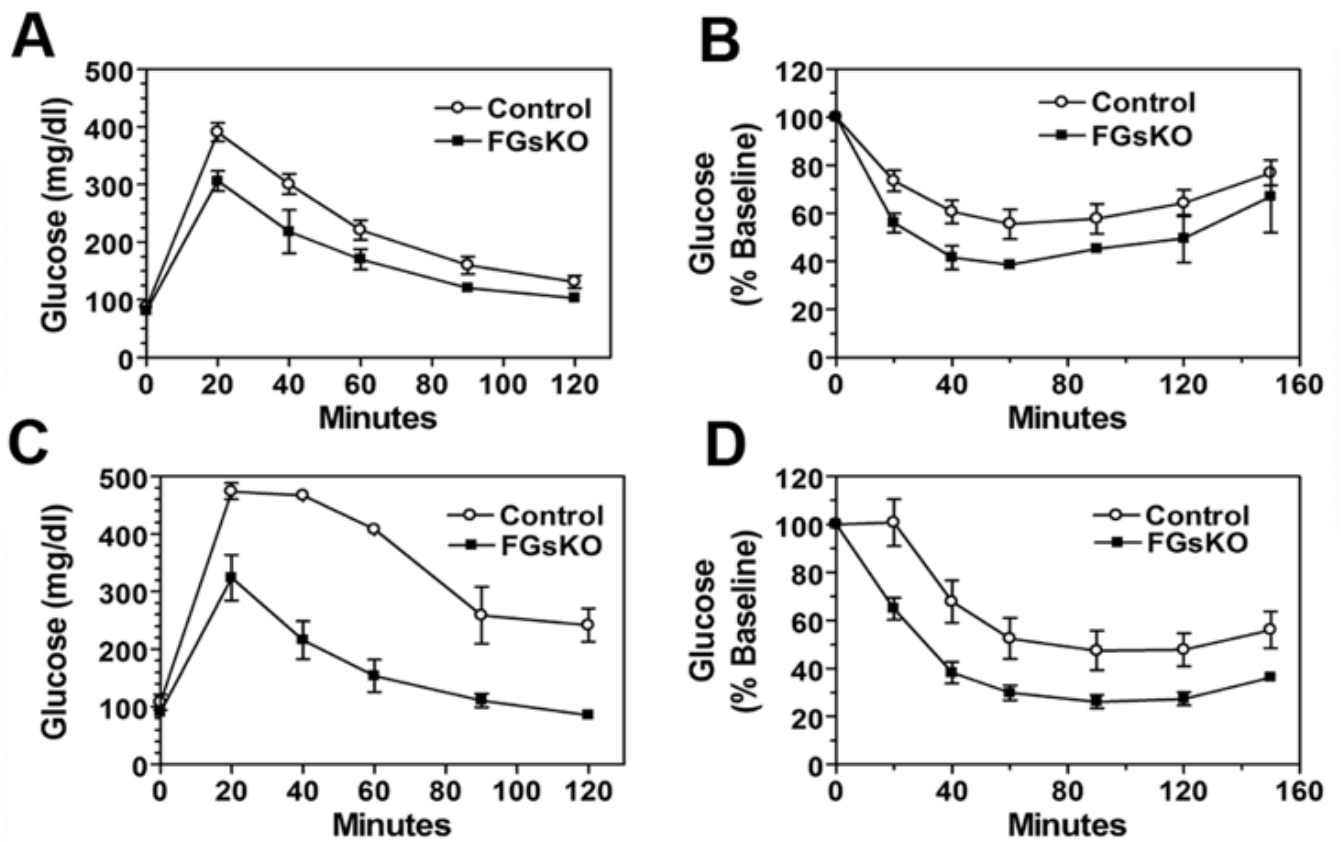 A
Glucose (mg/dl)
500
400
300
200
100
0
Control
FGsKO
0 20 40 60 80 100 120
Minutes
B
Glucose
(% Baseline)
120
100
80
60
40
20
0
Control
FGsKO
0 40 80 120 160
Minutes
C
Glucose (mg/dl)
500
400
300
200
100
0
Control
FGsKO
0 20 40 60 80 100 120
Minutes
D
Glucose
(% Baseline)
120
100
80
60
40
20
0
Control
FGsKO
0 40 80 120 160
Minutes